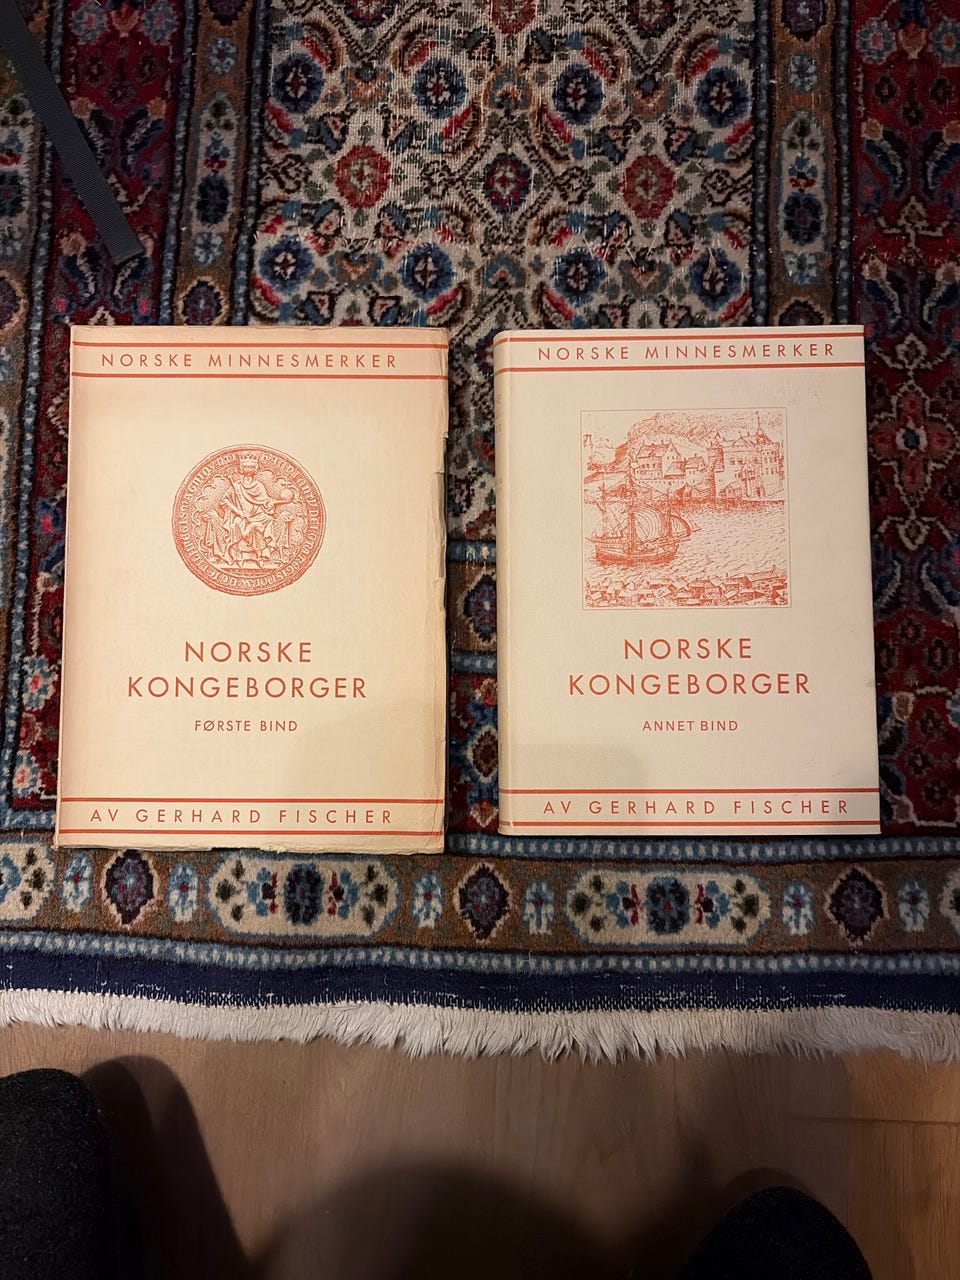 NORSKE MINNESMERKER
NORSKE
KONGEBORGER
FØRSTE BIND
AV GERHARD FISCHER
NORSKE MINNESMERKER
NORSKE
KONGEBORGER
ANNET BIND
AV GERHARD FISCHER